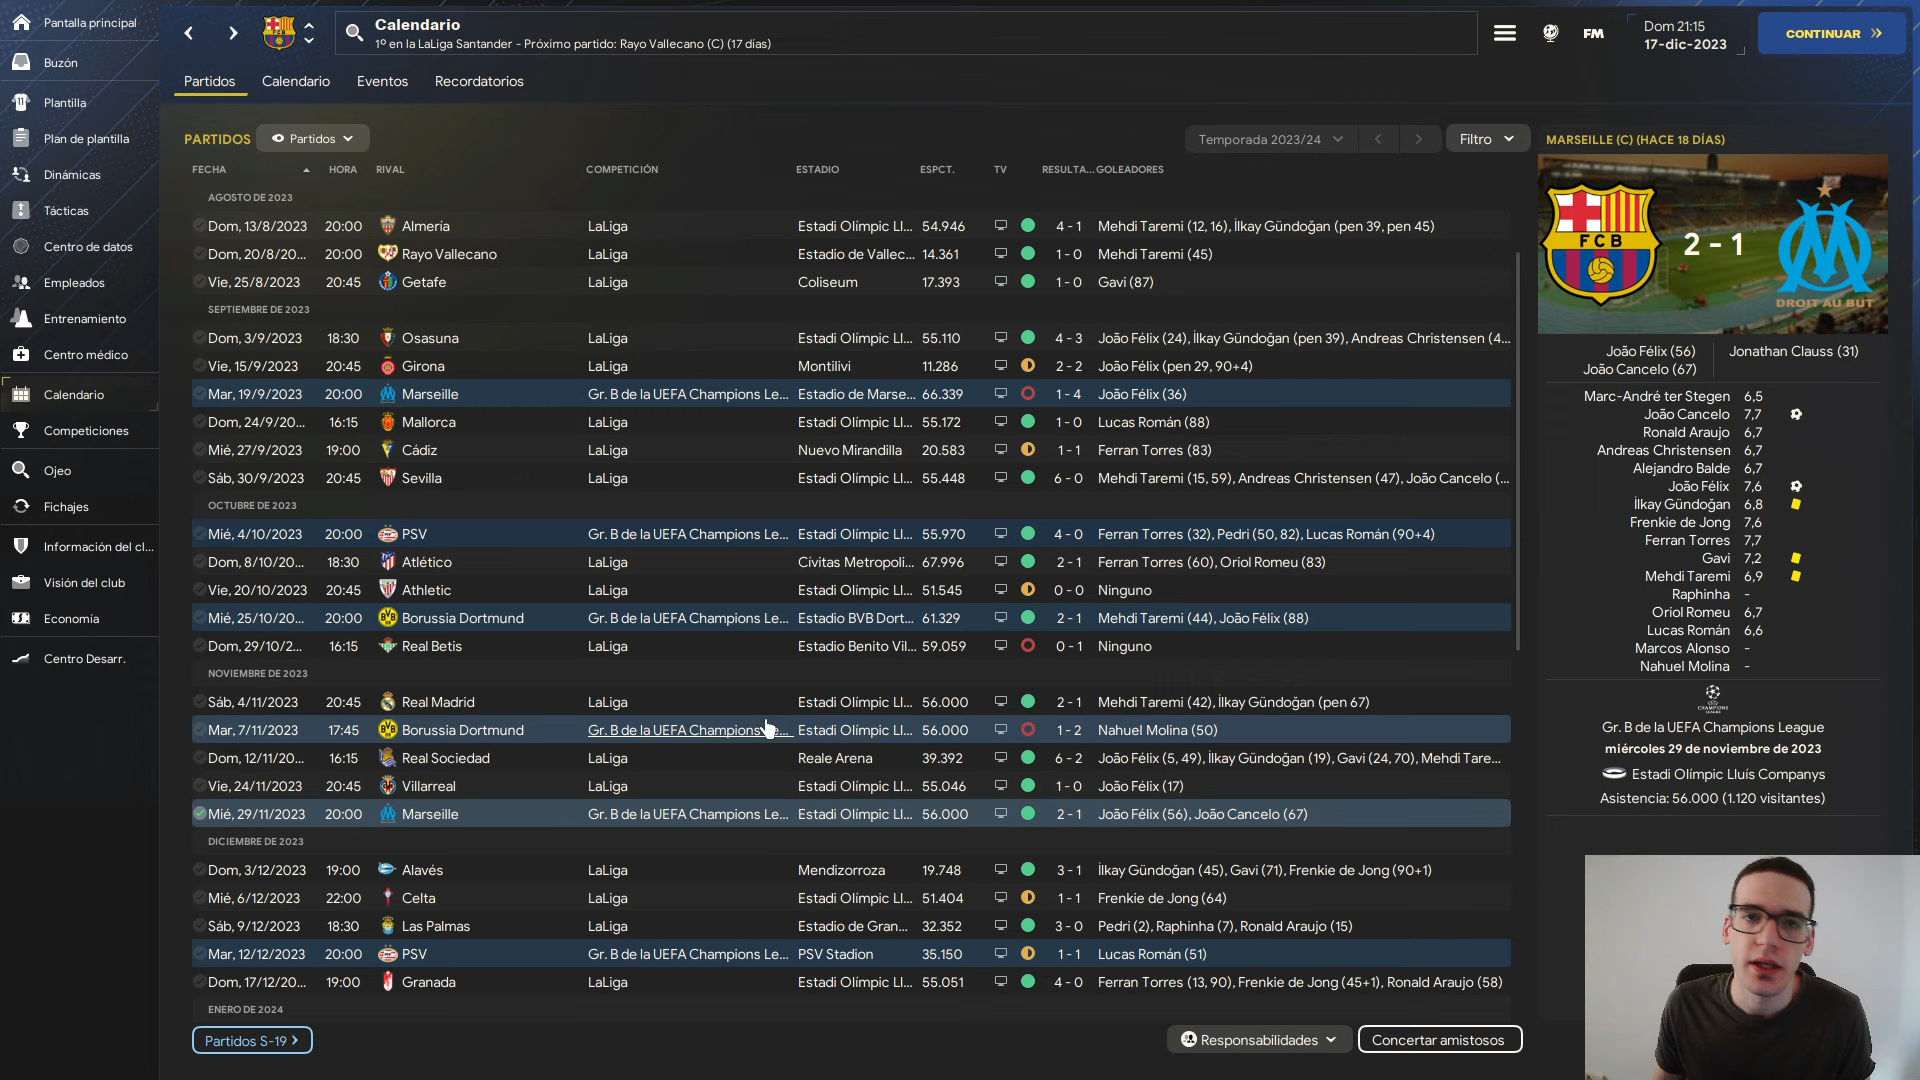 Pantalla principal
Buzón
Plantilla
Plan de plantilla
Dinámicas
Tácticas
Centro de datos
Empleados
Entrenamiento
Centro médico
Calendario
Competiciones
Ojeo
Fichajes
Información del cl...
Visión del club
Economía
Centro Desarr.
Calendario
1º en la LaLiga Santander - Próximo partido: Rayo Vallecano (C) (17 días)
FM
Dom 21:15
17-dic-2023
CONTINUAR
Partidos Calendario Eventos Recordatorios
PARTIDOS Partidos Temporada 2023/24 Filtro
FECHA HORA RIVAL COMPETICIÓN ESTADIO ESPCT. TV RESULTA... GOLEADORES
AGOSTO DE 2023
Dom, 13/8/2023 20:00 Almería LaLiga Estadi Olímpic Ll... 54.946 4 - 1 Mehdi Taremi (12, 16), İlkay Gündoğan (pen 39, pen 45)
Dom, 20/8/20... 20:00 Rayo Vallecano LaLiga Estadio de Vallec... 14.361 1 - 0 Mehdi Taremi (45)
Vie, 25/8/2023 20:45 Getafe LaLiga Coliseum 17.393 1 - 0 Gavi (87)
SEPTIEMBRE DE 2023
Dom, 3/9/2023 18:30 Osasuna LaLiga Estadi Olímpic Ll... 55.110 4 - 3 João Félix (24), İlkay Gündoğan (pen 39), Andreas Christensen (4...
Vie, 15/9/2023 20:45 Girona LaLiga Montilivi 11.286 2 - 2 João Félix (pen 29, 90+4)
Mar, 19/9/2023 20:00 Marseille Gr. B de la UEFA Champions Le... Estadio de Marse... 66.339 1 - 4 João Félix (36)
Dom, 24/9/20... 16:15 Mallorca LaLiga Estadi Olímpic Ll... 55.172 1 - 0 Lucas Román (88)
Mié, 27/9/2023 19:00 Cádiz LaLiga Nuevo Mirandilla 20.583 1 - 1 Ferran Torres (83)
Sáb, 30/9/2023 20:45 Sevilla LaLiga Estadi Olímpic Ll... 55.448 6 - 0 Mehdi Taremi (15, 59), Andreas Christensen (47), João Cancelo (...
OCTUBRE DE 2023
Mié, 4/10/2023 20:00 PSV Gr. B de la UEFA Champions Le... Estadi Olímpic Ll... 55.970 4 - 0 Ferran Torres (32), Pedri (50, 82), Lucas Román (90+4)
Dom, 8/10/20... 18:30 Atlético LaLiga Cívitas Metropoli... 67.996 2 - 1 Ferran Torres (60), Oriol Romeu (83)
Vie, 20/10/2023 20:45 Athletic LaLiga Estadi Olímpic Ll... 51.545 0 - 0 Ninguno
Mié, 25/10/20... 20:00 Borussia Dortmund Gr. B de la UEFA Champions Le... Estadio BVB Dort... 61.329 2 - 1 Mehdi Taremi (44), João Félix (88)
Dom, 29/10/2... 16:15 Real Betis LaLiga Estadio Benito Vil... 59.059 0 - 1 Ninguno
NOVIEMBRE DE 2023
Sáb, 4/11/2023 20:45 Real Madrid LaLiga Estadi Olímpic Ll... 56.000 2 - 1 Mehdi Taremi (42), İlkay Gündoğan (pen 67)
Mar, 7/11/2023 17:45 Borussia Dortmund Gr. B de la UEFA Champions Le... Estadi Olímpic Ll... 56.000 1 - 2 Nahuel Molina (50)
Dom, 12/11/20... 16:15 Real Sociedad LaLiga Reale Arena 39.392 6 - 2 João Félix (5, 49), İlkay Gündoğan (19), Gavi (24, 70), Mehdi Tare...
Vie, 24/11/2023 20:45 Villarreal LaLiga Estadi Olímpic Ll... 55.046 1 - 0 João Félix (17)
Mié, 29/11/2023 20:00 Marseille Gr. B de la UEFA Champions Le... Estadi Olímpic Ll... 56.000 2 - 1 João Félix (56), João Cancelo (67)
DICIEMBRE DE 2023
Dom, 3/12/2023 19:00 Alavés LaLiga Mendizorroza 19.748 3 - 1 İlkay Gündoğan (45), Gavi (71), Frenkie de Jong (90+1)
Mié, 6/12/2023 22:00 Celta LaLiga Estadi Olímpic Ll... 51.404 1 - 1 Frenkie de Jong (64)
Sáb, 9/12/2023 18:30 Las Palmas LaLiga Estadio de Gran... 32.352 3 - 0 Pedri (2), Raphinha (7), Ronald Araujo (15)
Mar, 12/12/2023 20:00 PSV Gr. B de la UEFA Champions Le... PSV Stadion 35.150 1 - 1 Lucas Román (51)
Dom, 17/12/20... 19:00 Granada LaLiga Estadi Olímpic Ll... 55.051 4 - 0 Ferran Torres (13, 90), Frenkie de Jong (45+1), Ronald Araujo (58)
ENERO DE 2024
Partidos S-19 Responsabilidades Concertar amistosos
MARSEILLE (C) (HACE 18 DÍAS)
FCB 2 - 1 DROIT AU BUT
João Félix (56) Jonathan Clauss (31)
João Cancelo (67)
Marc-André ter Stegen 6,5
João Cancelo 7,7
Ronald Araujo 6,7
Andreas Christensen 6,7
Alejandro Balde 6,7
João Félix 7,6
İlkay Gündoğan 6,8
Frenkie de Jong 7,6
Ferran Torres 7,7
Gavi 7,2
Mehdi Taremi 6,9
Raphinha -
Oriol Romeu 6,7
Lucas Román 6,6
Marcos Alonso -
Nahuel Molina -
CHAMPIONS LEAGUE
Gr. B de la UEFA Champions League
miércoles 29 de noviembre de 2023
Estadi Olímpic Lluís Companys
Asistencia: 56.000 (1.120 visitantes)